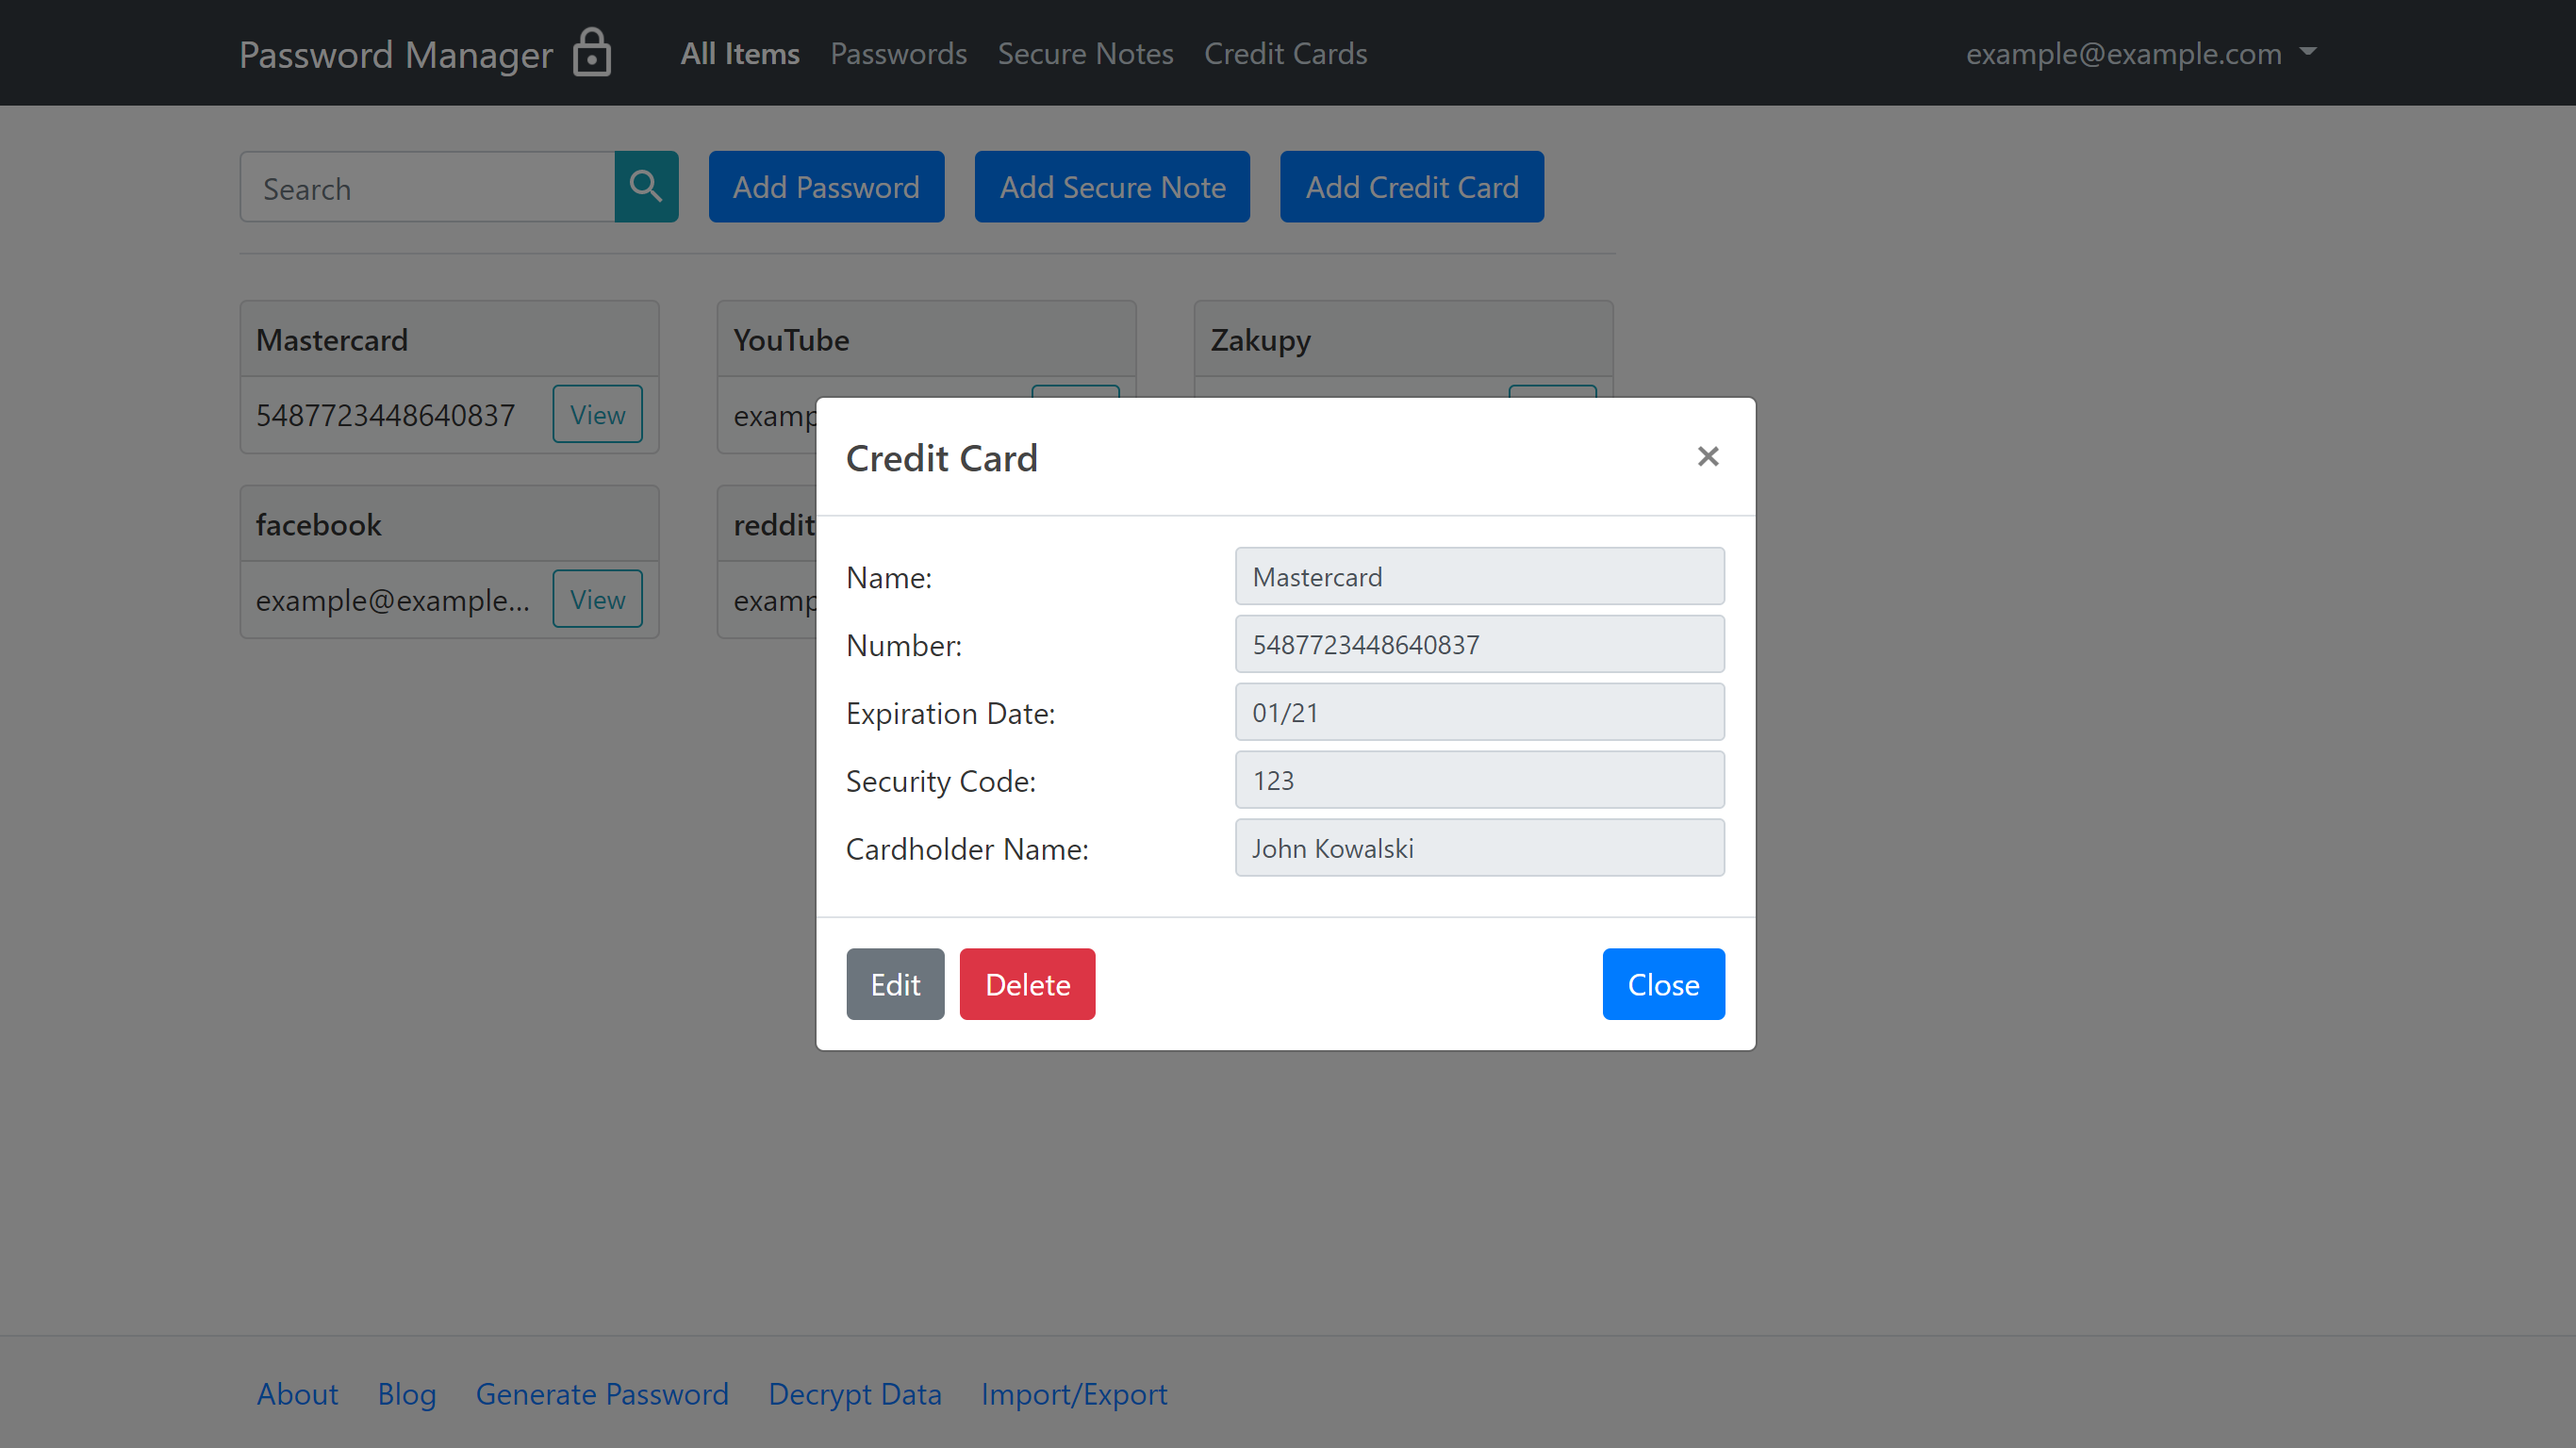 Password Manager All Items Passwords Secure Notes Credit Cards example@example.com
Search Add Password Add Secure Note Add Credit Card
Mastercard YouTube Zakupy
5487723448640837 View examp
facebook reddit
example@example... View examp
Credit Card ×
Name: Mastercard
Number: 5487723448640837
Expiration Date: 01/21
Security Code: 123
Cardholder Name: John Kowalski
Edit Delete Close
About Blog Generate Password Decrypt Data Import/Export